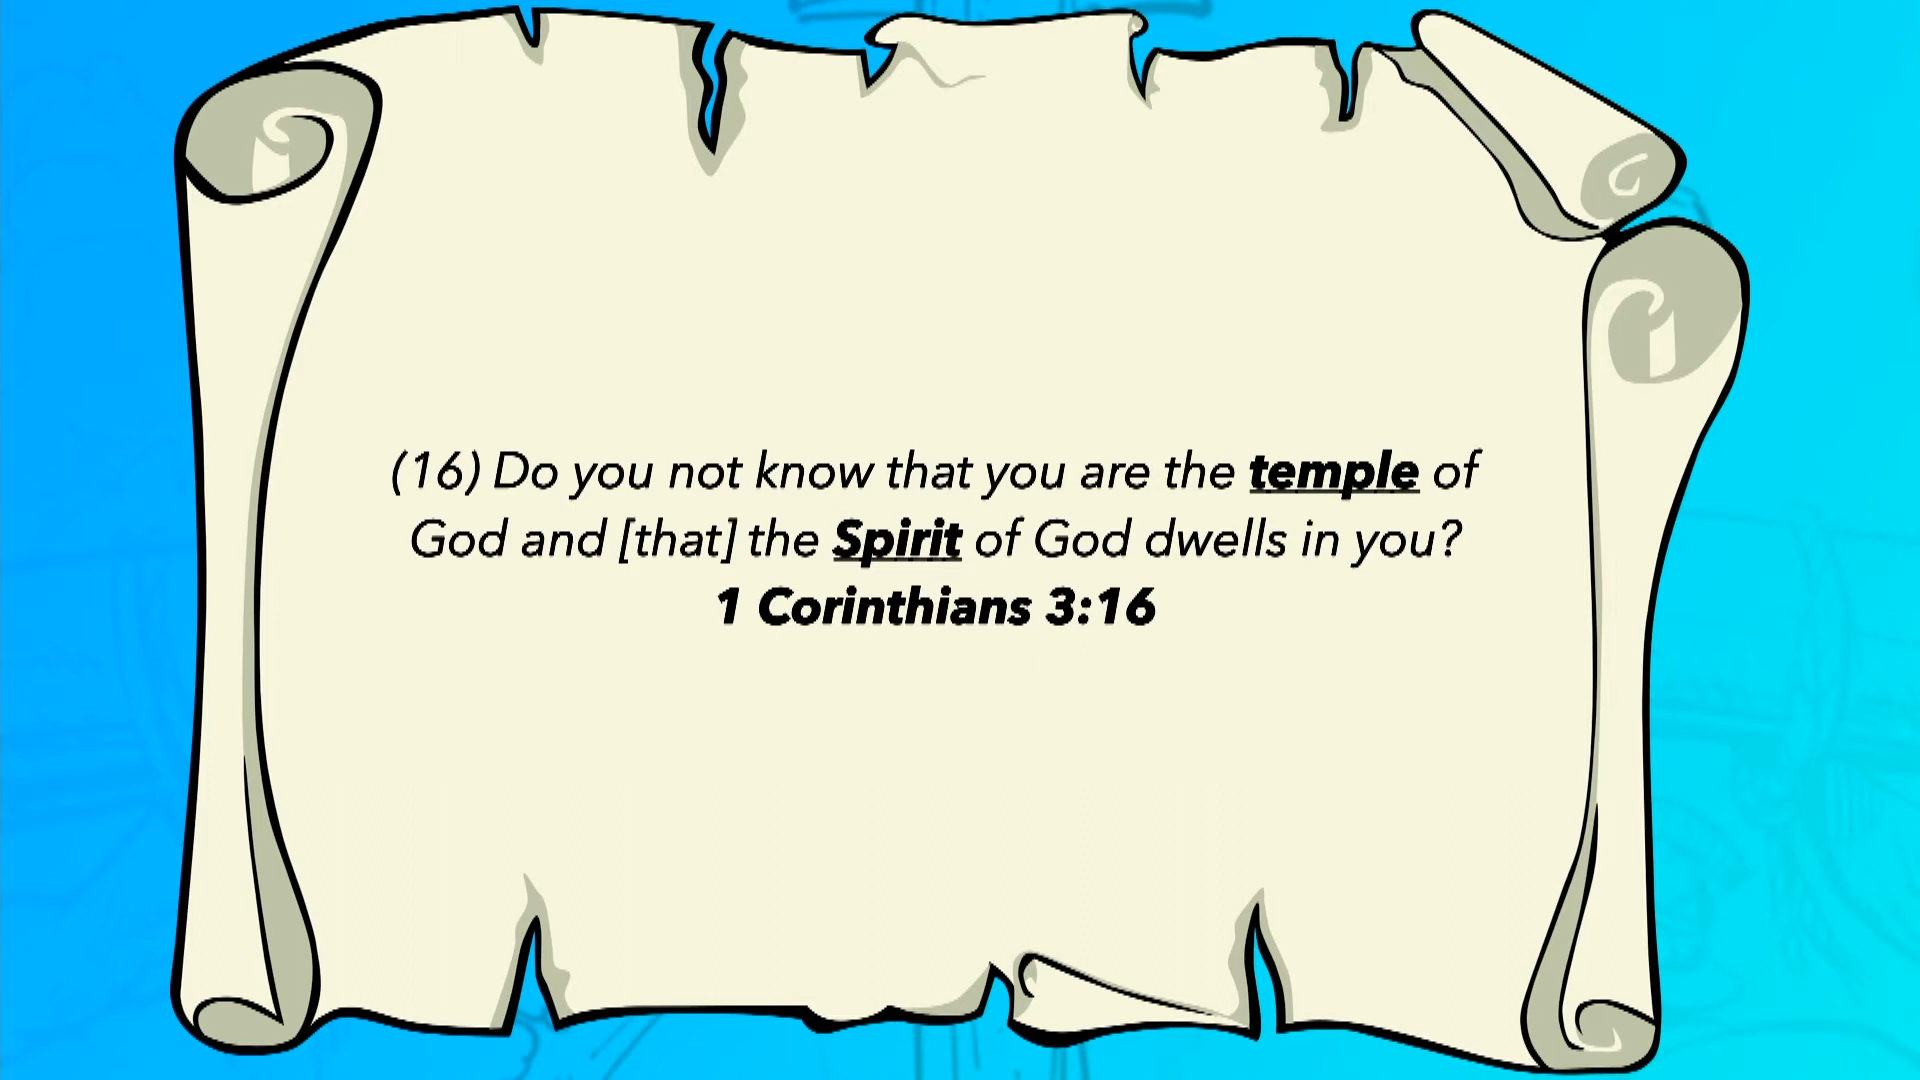 (16) Do you not know that you are the temple of
God and [that] the Spirit of God dwells in you?
1 Corinthians 3:16